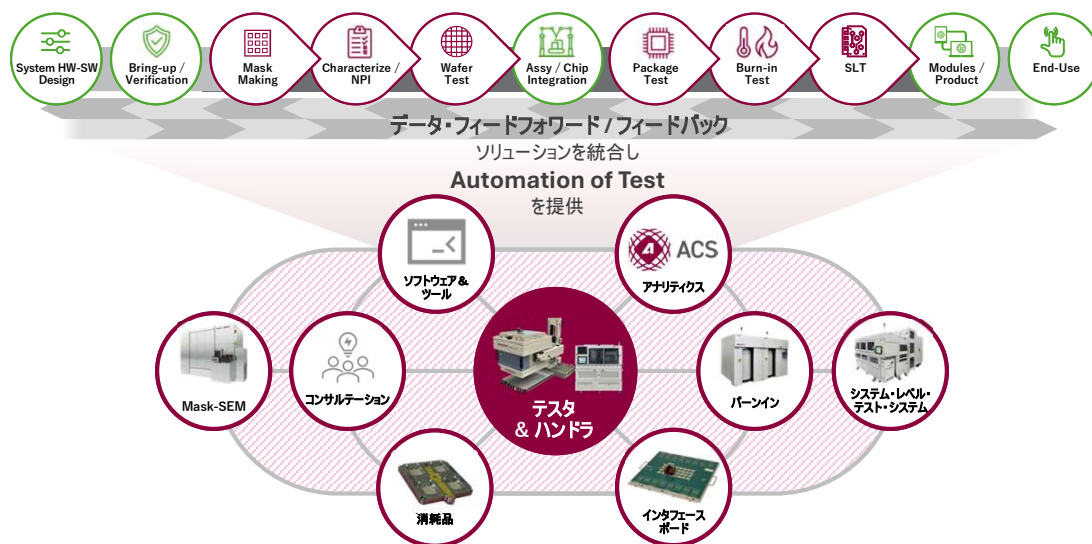 System HW-SW
Design
Bring-up /
Verification
Mask
Making
Characterize /
NPI
Wafer
Test
Assy / Chip
Integration
Package
Test
Burn-in
Test
SLT
Modules /
Product
End-Use
データ・フィードフォワード / フィードバック
ソリューションを統合し
Automation of Test
を提供
ソフトウェア&
ツール
ACS
アナリティクス
Mask-SEM
コンサルテーション
テスタ
& ハンドラ
バーンイン
システム・レベル・
テスト・システム
消耗品
インタフェース
ボード